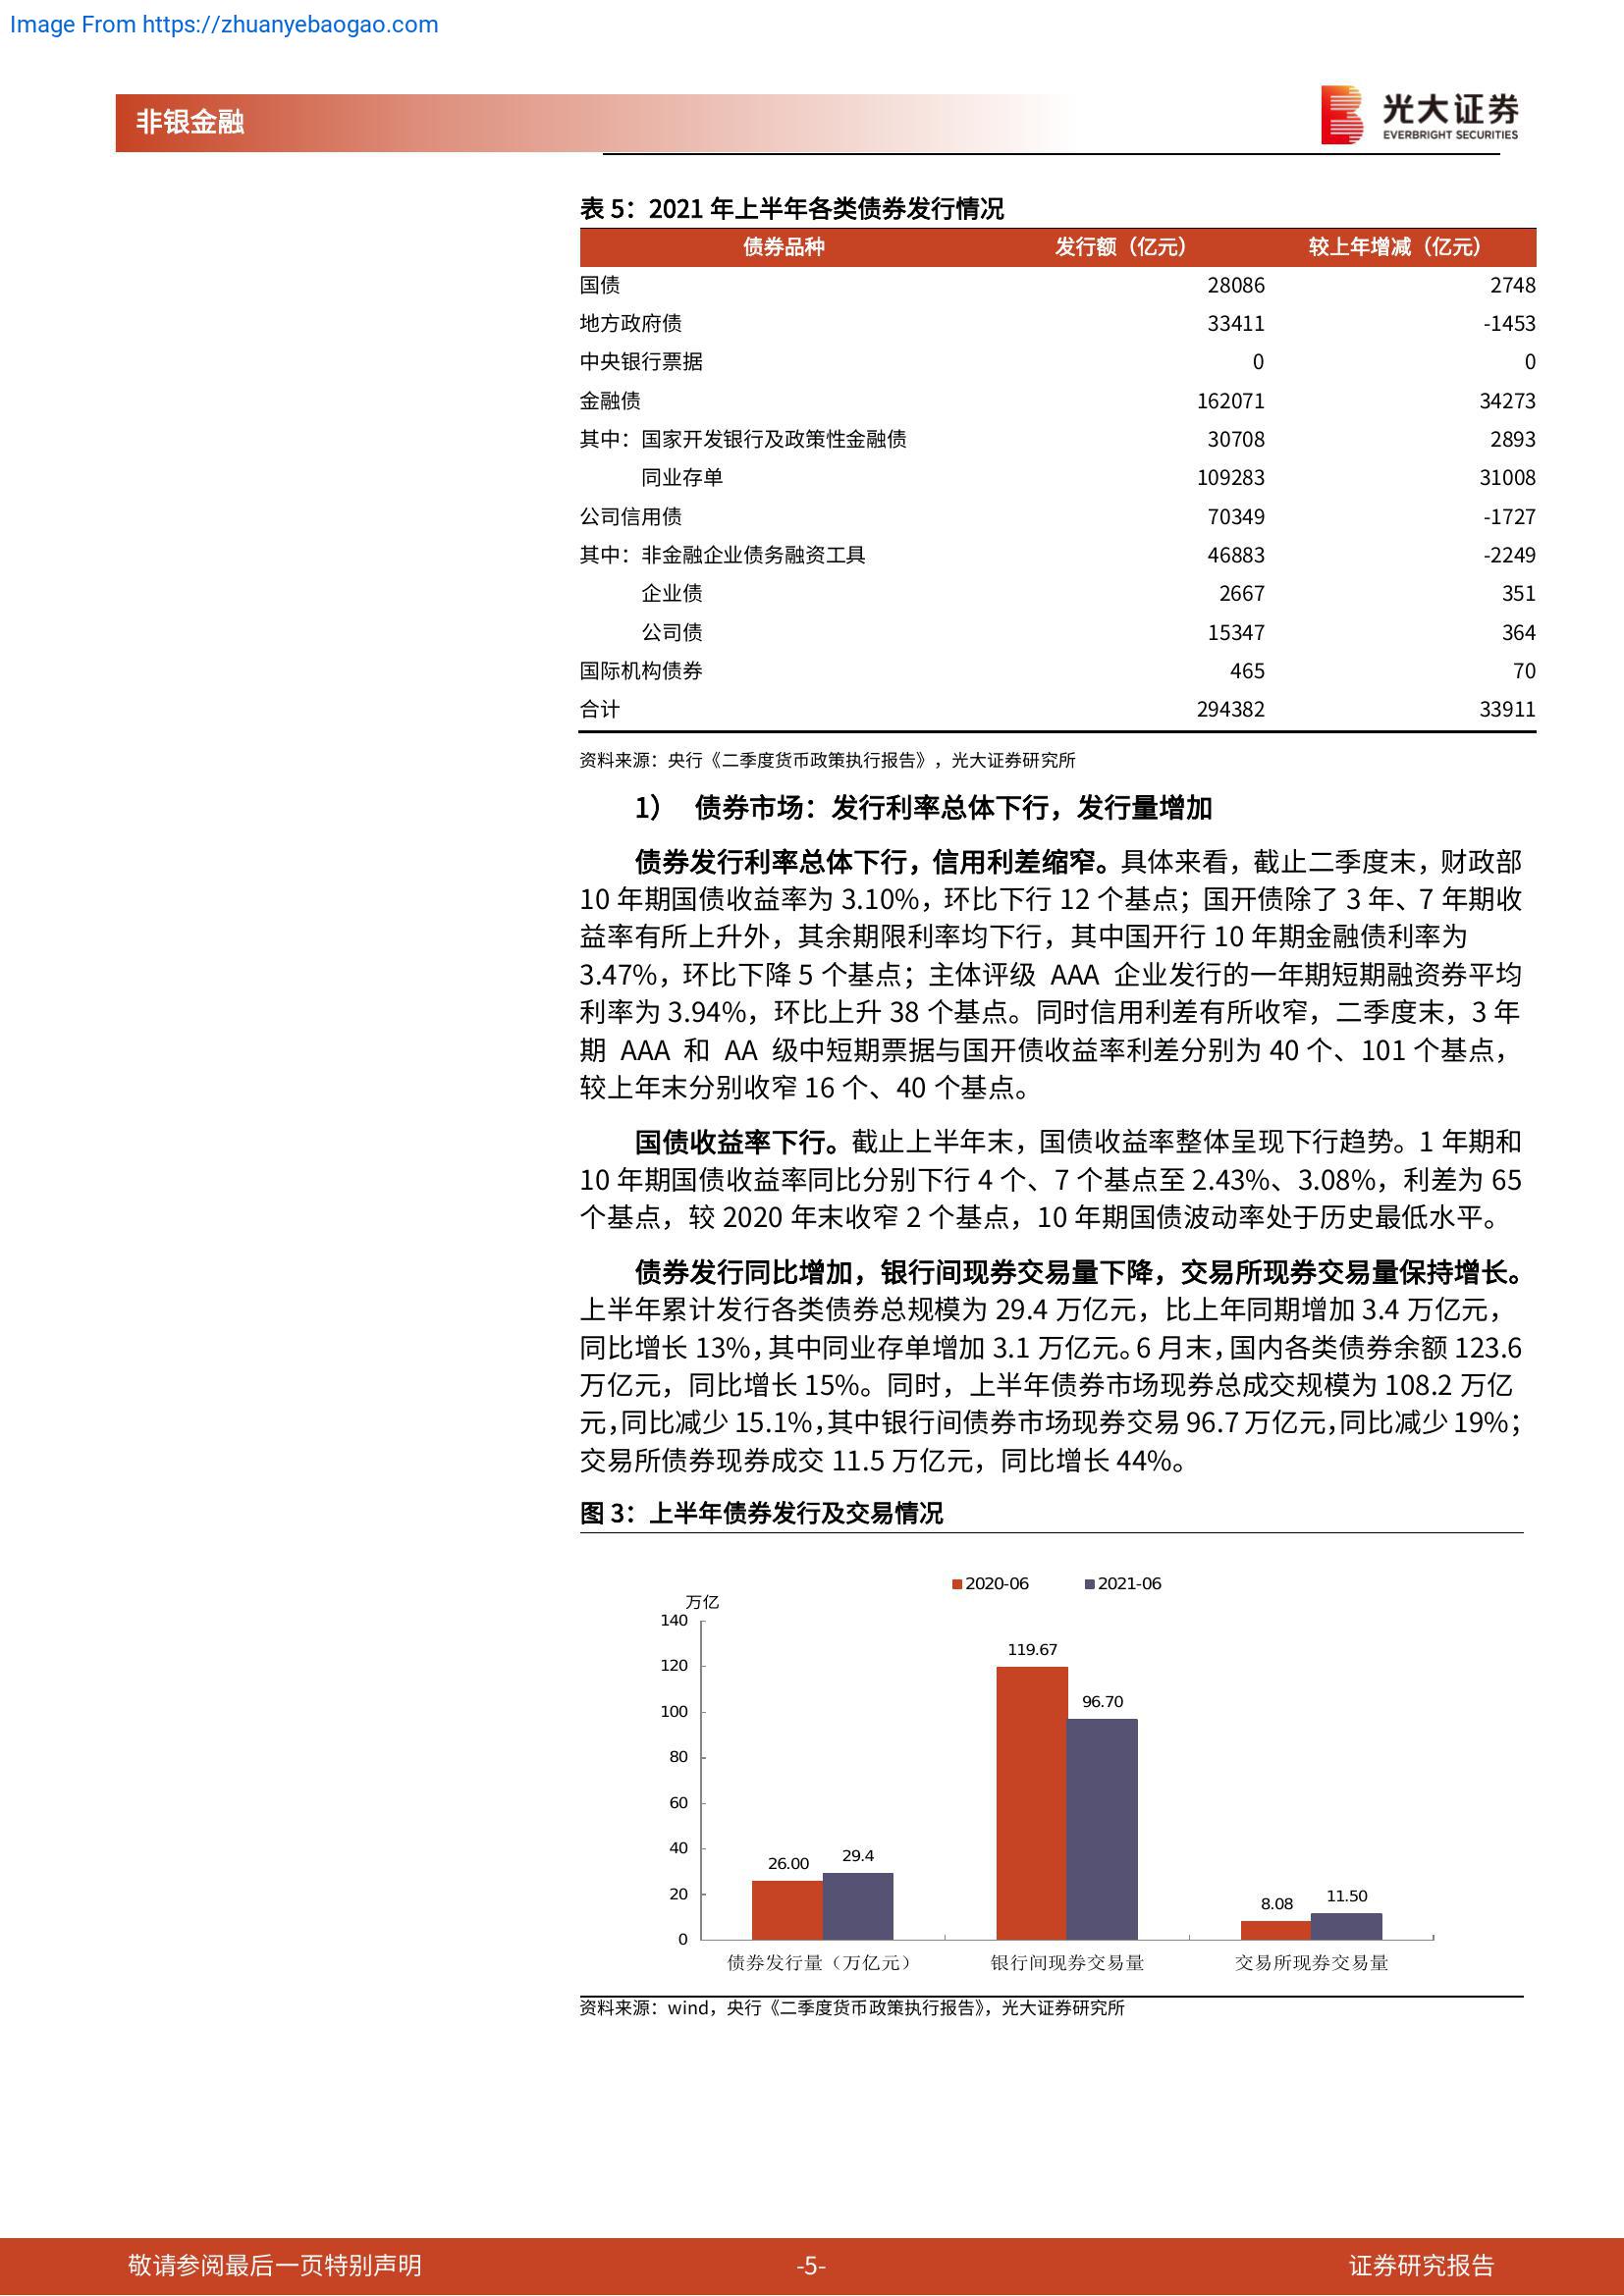 Image From https://zhuanyebaogao.com
非银金融
光大证券
EVERBRIGHT SECURITIES
表 5：2021 年上半年各类债券发行情况
债券品种 发行额（亿元） 较上年增减（亿元）
国债 28086 2748
地方政府债 33411 -1453
中央银行票据 0 0
金融债 162071 34273
其中：国家开发银行及政策性金融债 30708 2893
同业存单 109283 31008
公司信用债 70349 -1727
其中：非金融企业债务融资工具 46883 -2249
企业债 2667 351
公司债 15347 364
国际机构债券 465 70
合计 294382 33911
资料来源：央行《二季度货币政策执行报告》，光大证券研究所
1） 债券市场：发行利率总体下行，发行量增加
债券发行利率总体下行，信用利差缩窄。具体来看，截止二季度末，财政部
10 年期国债收益率为 3.10%，环比下行 12 个基点；国开债除了 3 年、7 年期收
益率有所上升外，其余期限利率均下行，其中国开行 10 年期金融债利率为
3.47%，环比下降 5 个基点；主体评级 AAA 企业发行的一年期短期融资券平均
利率为 3.94%，环比上升 38 个基点。同时信用利差有所收窄，二季度末，3 年
期 AAA 和 AA 级中短期票据与国开债收益率利差分别为 40 个、101 个基点，
较上年末分别收窄 16 个、40 个基点。
国债收益率下行。截止上半年末，国债收益率整体呈现下行趋势。1 年期和
10 年期国债收益率同比分别下行 4 个、7 个基点至 2.43%、3.08%，利差为 65
个基点，较 2020 年末收窄 2 个基点，10 年期国债波动率处于历史最低水平。
债券发行同比增加，银行间现券交易量下降，交易所现券交易量保持增长。
上半年累计发行各类债券总规模为 29.4 万亿元，比上年同期增加 3.4 万亿元，
同比增长 13%，其中同业存单增加 3.1 万亿元。6 月末，国内各类债券余额 123.6
万亿元，同比增长 15%。同时，上半年债券市场现券总成交规模为 108.2 万亿
元，同比减少 15.1%，其中银行间债券市场现券交易 96.7 万亿元，同比减少 19%；
交易所债券现券成交 11.5 万亿元，同比增长 44%。
图 3：上半年债券发行及交易情况
2020-06 2021-06
万亿
140
120
100
80
60
40
20
0
26.00 29.4
119.67 96.70
8.08 11.50
债券发行量（万亿元） 银行间现券交易量 交易所现券交易量
资料来源：wind，央行《二季度货币政策执行报告》，光大证券研究所
敬请参阅最后一页特别声明 -5- 证券研究报告